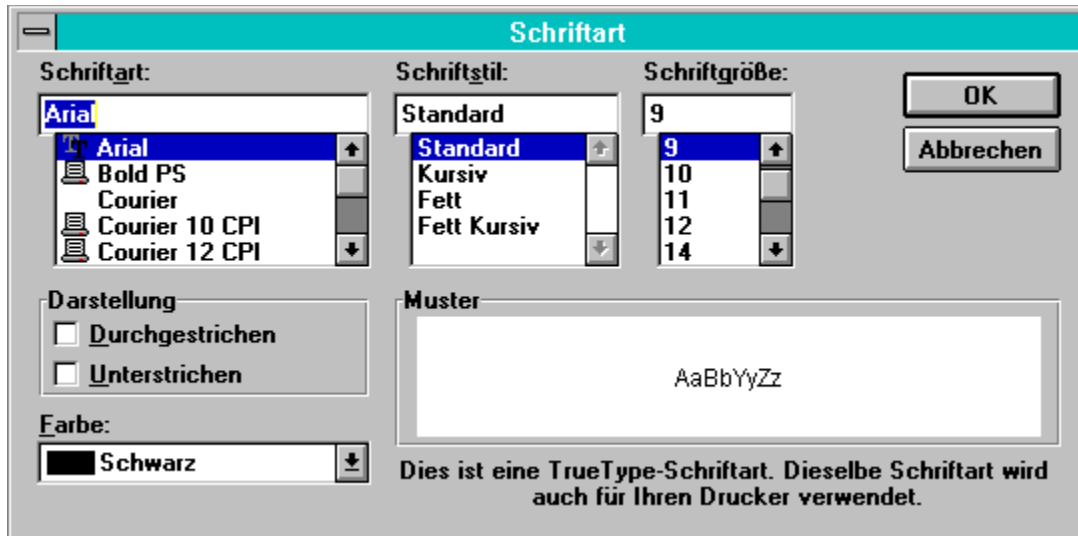 Schriftart
Schriftart:
Arial
Arial
Bold PS
Courier
Courier 10 CPI
Courier 12 CPI
Schriftstil:
Standard
Standard
Kursiv
Fett
Fett Kursiv
Schriftgröße:
9
9
10
11
12
14
OK
Abbrechen
Darstellung
Durchgestrichen
Unterstrichen
Farbe:
Schwarz
Muster
AaBbYyZz
Dies ist eine TrueType-Schriftart. Dieselbe Schriftart wird
auch für Ihren Drucker verwendet.